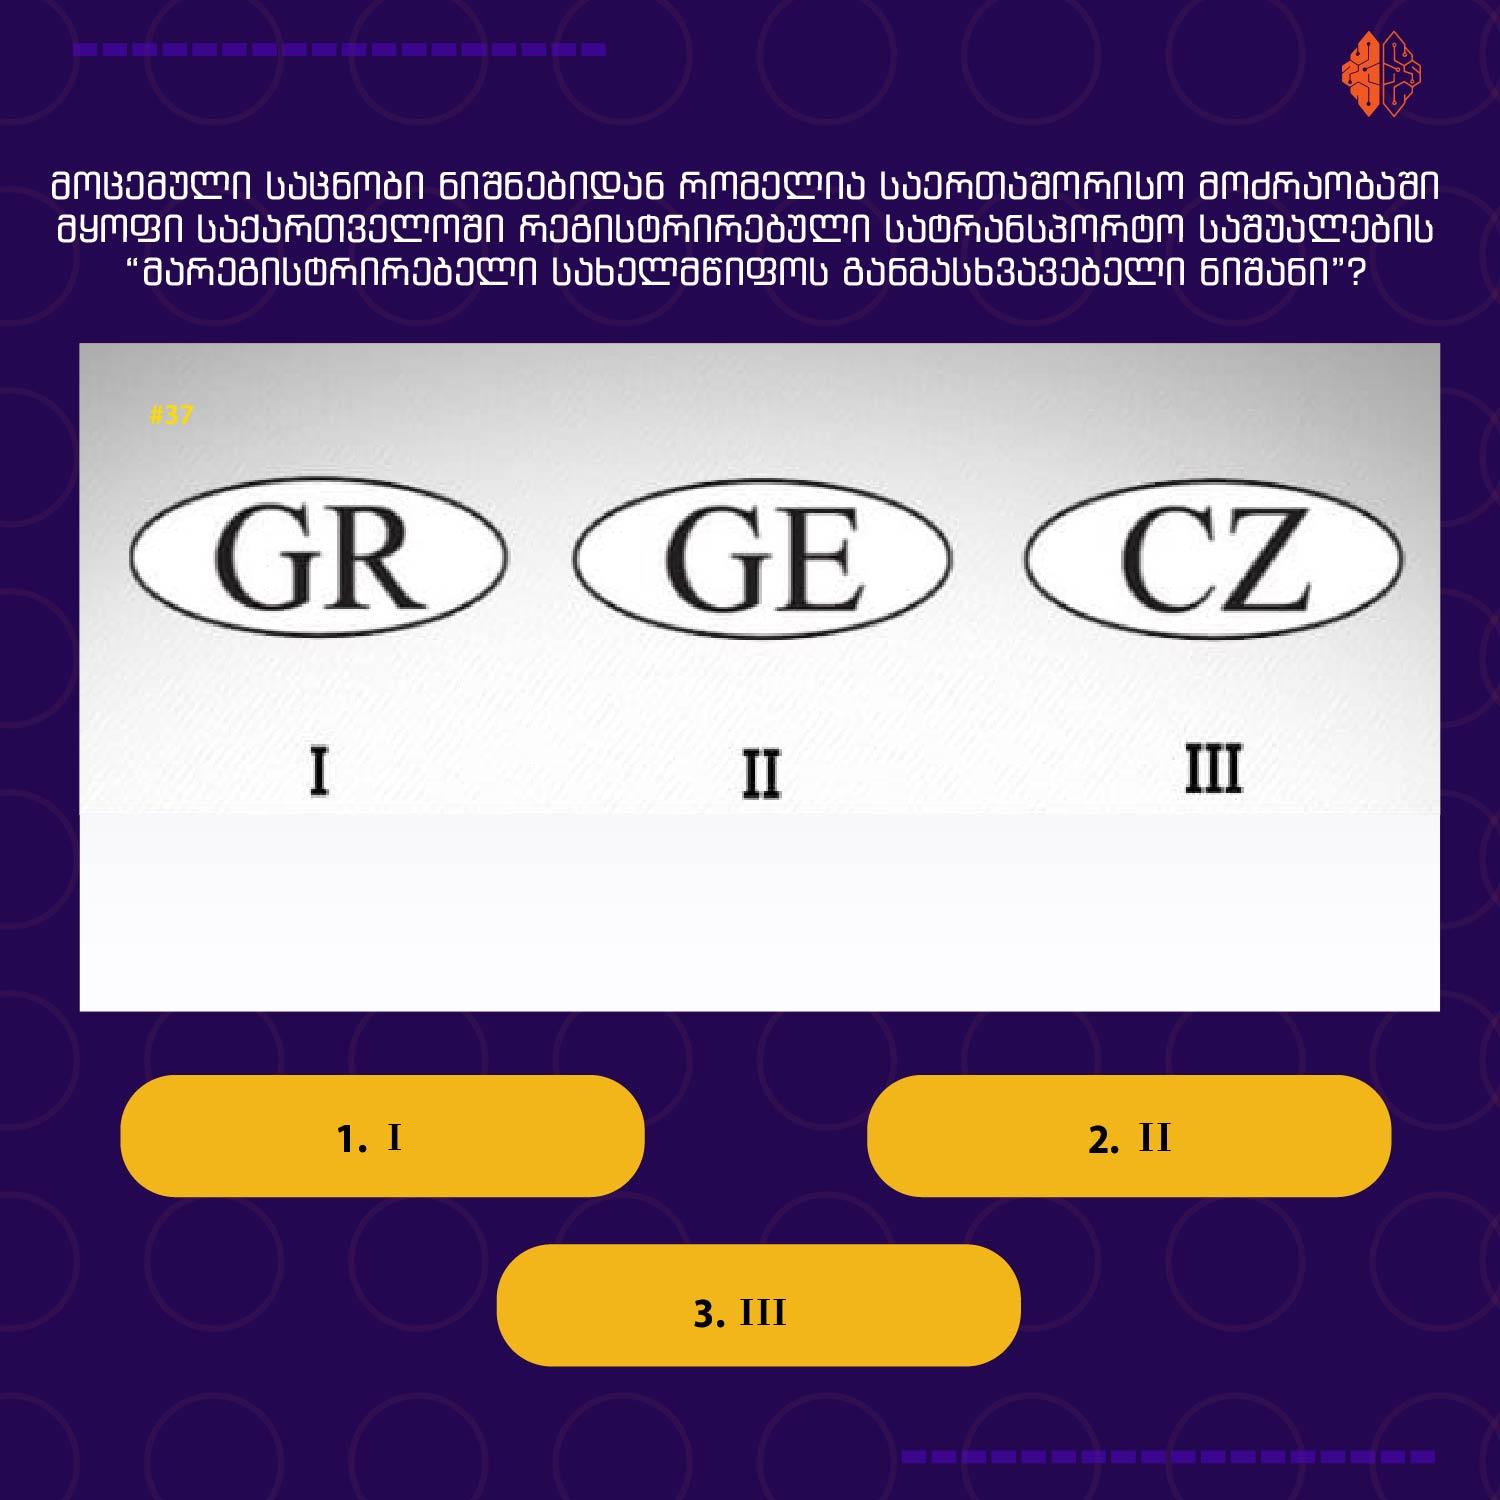 მოცემული საცნობი ნიშნებიდან რომელია საერთაშორისო მოძრაობაში
მყოფი საქართველოში რეგისტრირებული სატრანსპორტო საშუალების
“მარეგისტრირებელი სახელმწიფოს განმასხვავებელი ნიშანი”?
#37
GR GE CZ
I II III
1. I 2. II
3. III